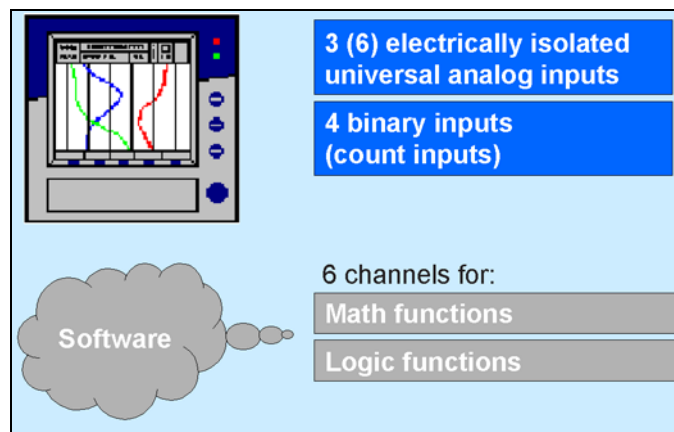 3 (6) electrically isolated
universal analog inputs
4 binary inputs
(count inputs)
6 channels for:
Software
Math functions
Logic functions